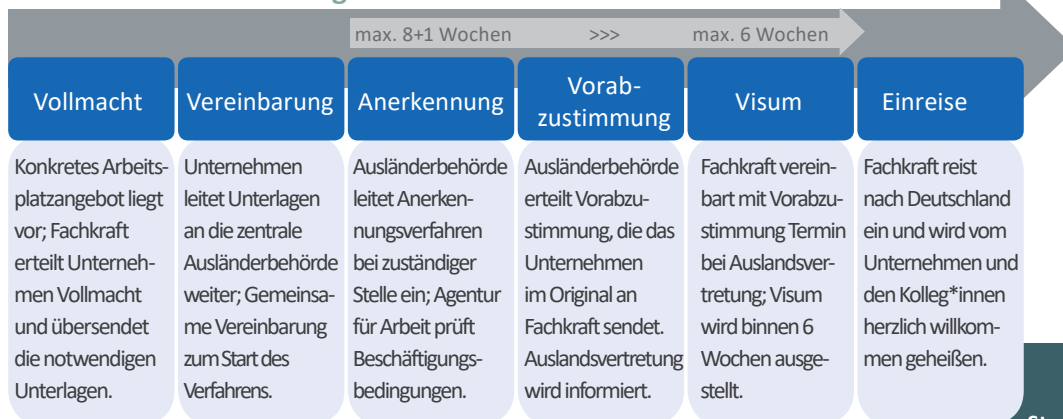 max. 8+1 Wochen >>> max. 6 Wochen
Vollmacht
Konkretes Arbeits-
platzangebot liegt
vor; Fachkraft
erteilt Unterneh-
men Vollmacht
und übersendet
die notwendigen
Unterlagen.
Vereinbarung
Unternehmen
leitet Unterlagen
an die zentrale
Ausländerbehörde
weiter; Gemeinsa-
me Vereinbarung
zum Start des
Verfahrens.
Anerkennung
Ausländerbehörde
leitet Anerken-
nungsverfahren
bei zuständiger
Stelle ein; Agentur
für Arbeit prüft
Beschäftigungs-
bedingungen.
Vorab-
zustimmung
Ausländerbehörde
erteilt Vorabzu-
stimmung, die das
Unternehmen
im Original an
Fachkraft sendet.
Auslandsvertretung
wird informiert.
Visum
Fachkraft verein-
bart mit Vorabzu-
stimmung Termin
bei Auslandsver-
tretung; Visum
wird binnen 6
Wochen ausge-
stellt.
Einreise
Fachkraft reist
nach Deutschland
ein und wird vom
Unternehmen und
den Kolleg*innen
herzlich willkom-
men geheißen.